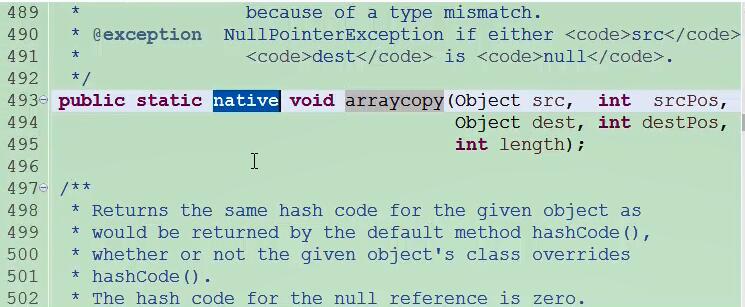 489 * because of a type mismatch.
490 * @exception NullPointerException if either <code>src</code>
491 * <code>dest</code> is <code>null</code>.
492 */
493 public static native void arraycopy(Object src, int srcPos,
494 Object dest, int destPos,
495 int length);
496
497 /**
498 * Returns the same hash code for the given object as
499 * would be returned by the default method hashCode(),
500 * whether or not the given object's class overrides
501 * hashCode().
502 * The hash code for the null reference is zero.